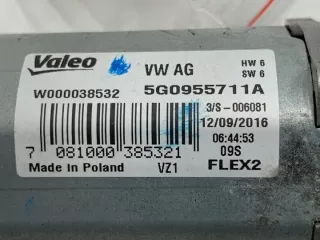 Valeo VW AG HW 6
SW 6
W000038532 5G0955711A
3/S-006081
12/09/2016
06:44:53
09S
7 081000 385321
Made in Poland VZ1 FLEX2